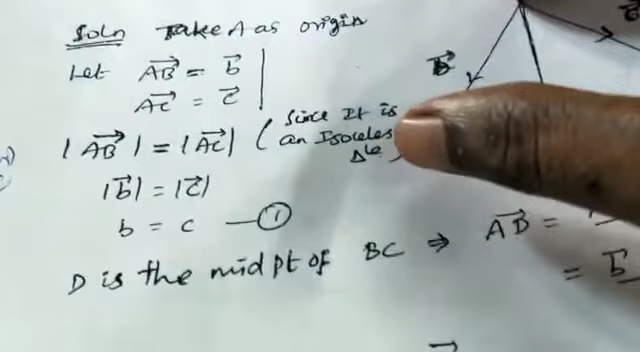 Soln Take A as origin
Let AB→ = b→
AC→ = c→
|AB→| = |AC→| ( Since It is
an Isoceles
Δle )
|b→| = |c→|
b = c — ①
D is the mid pt of BC ⇒ AD→ =
= b→
b→
c→